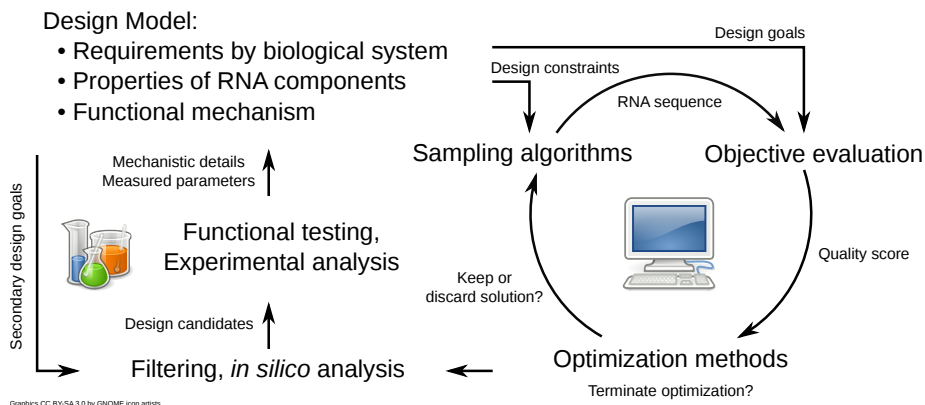 Design Model:
• Requirements by biological system
• Properties of RNA components
• Functional mechanism
Design goals
Design constraints
RNA sequence
Sampling algorithms
Objective evaluation
Mechanistic details
Measured parameters
Secondary design goals
Functional testing,
Experimental analysis
Quality score
Keep or
discard solution?
Design candidates
Filtering, in silico analysis
Optimization methods
Terminate optimization?
Graphics CC BY-SA 3.0 by GNOME icon artists